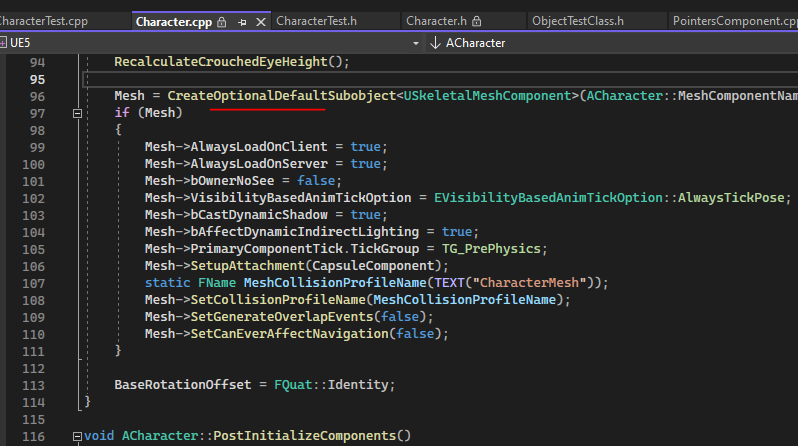 CharacterTest.cpp Character.cpp CharacterTest.h Character.h ObjectTestClass.h PointersComponent.cpp
UE5 ACharacter
94 RecalculateCrouchedEyeHeight();
95
96 Mesh = CreateOptionalDefaultSubobject<USkeletalMeshComponent>(ACharacter::MeshComponentNam
97 if (Mesh)
98 {
99 Mesh->AlwaysLoadOnClient = true;
100 Mesh->AlwaysLoadOnServer = true;
101 Mesh->bOwnerNoSee = false;
102 Mesh->VisibilityBasedAnimTickOption = EVisibilityBasedAnimTickOption::AlwaysTickPose;
103 Mesh->bCastDynamicShadow = true;
104 Mesh->bAffectDynamicIndirectLighting = true;
105 Mesh->PrimaryComponentTick.TickGroup = TG_PrePhysics;
106 Mesh->SetupAttachment(CapsuleComponent);
107 static FName MeshCollisionProfileName(TEXT("CharacterMesh"));
108 Mesh->SetCollisionProfileName(MeshCollisionProfileName);
109 Mesh->SetGenerateOverlapEvents(false);
110 Mesh->SetCanEverAffectNavigation(false);
111 }
112
113 BaseRotationOffset = FQuat::Identity;
114 }
115
116 void ACharacter::PostInitializeComponents()